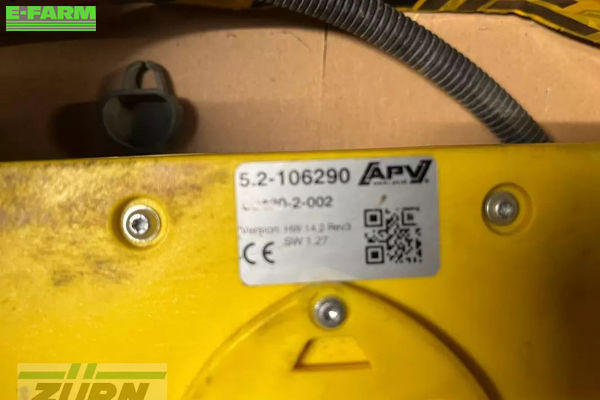 E-FARM
5.2-106290 APV
Version: HW 14.2 Rev3
SW 1.27
CE
ZÜRN